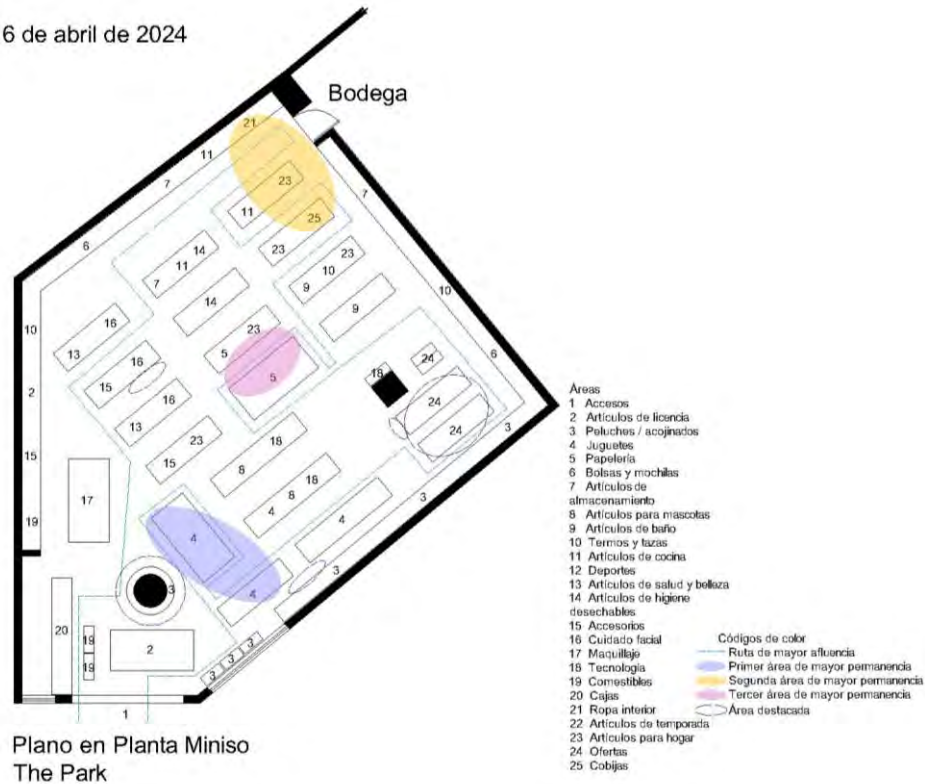 6 de abril de 2024
Bodega
21
11
7
6
23
11
25
23
7
14
11
7
14
23
10
9
9
10
6
3
10
2
15
19
16
13
16
15
16
13
23
15
23
5
5
18
24
24
24
18
8
18
8
4
4
3
3
17
4
4
3
20
19
19
2
3
3
3
1
Plano en Planta Miniso
The Park
Áreas
1 Accesos
2 Artículos de licencia
3 Peluches / acojinados
4 Juguetes
5 Papelería
6 Bolsas y mochilas
7 Artículos de
almacenamiento
8 Artículos para mascotas
9 Artículos de baño
10 Termos y tazas
11 Artículos de cocina
12 Deportes
13 Artículos de salud y belleza
14 Artículos de higiene
desechables
15 Accesorios
16 Cuidado facial
17 Maquillaje
18 Tecnología
19 Comestibles
20 Cajas
21 Ropa interior
22 Artículos de temporada
23 Artículos para hogar
24 Ofertas
25 Cobijas
Códigos de color
Ruta de mayor afluencia
Primer área de mayor permanencia
Segunda área de mayor permanencia
Tercer área de mayor permanencia
Área destacada